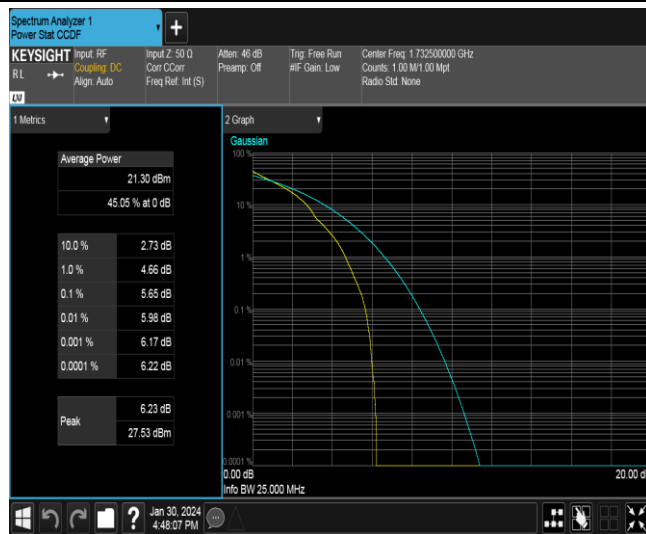 Spectrum Analyzer 1
Power Stat CCDF
+
KEYSIGHT
RL
Input: RF
Coupling: DC
Align: Auto
Input Z: 50 Ω
Corr CCorr
Freq Ref: Int (S)
Atten: 46 dB
Preamp: Off
Trig: Free Run
#IF Gain: Low
Center Freq: 1.732500000 GHz
Counts: 1.00 M/1.00 Mpt
Radio Std: None
LXI
1 Metrics
Average Power
21.30 dBm
45.05 % at 0 dB
10.0 % 2.73 dB
1.0 % 4.66 dB
0.1 % 5.65 dB
0.01 % 5.98 dB
0.001 % 6.17 dB
0.0001 % 6.22 dB
Peak
6.23 dB
27.53 dBm
2 Graph
Gaussian
100 %
10 %
1 %
0.1 %
0.01 %
0.001 %
0.0001 %
0.00 dB
20.00 d
Info BW 25.000 MHz
?
Jan 30, 2024
4:48:07 PM